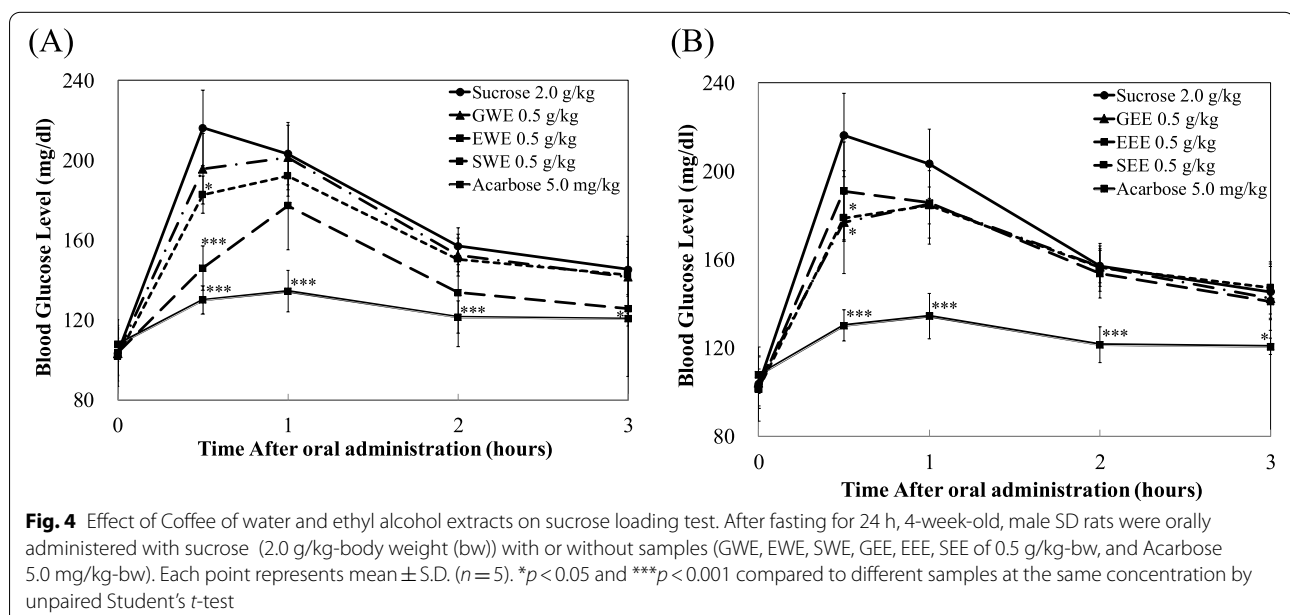 (A)
240
200
160
120
80
Blood Glucose Level (mg/dl)
Sucrose 2.0 g/kg
GWE 0.5 g/kg
EWE 0.5 g/kg
SWE 0.5 g/kg
Acarbose 5.0 mg/kg
*
***
***
***
***
*
0
1
2
3
Time After oral administration (hours)
(B)
240
200
160
120
80
Blood Glucose Level (mg/dl)
Sucrose 2.0 g/kg
GEE 0.5 g/kg
EEE 0.5 g/kg
SEE 0.5 g/kg
Acarbose 5.0 mg/kg
*
*
***
***
***
*
0
1
2
3
Time After oral administration (hours)
Fig. 4 Effect of Coffee of water and ethyl alcohol extracts on sucrose loading test. After fasting for 24 h, 4-week-old, male SD rats were orally
administered with sucrose (2.0 g/kg-body weight (bw)) with or without samples (GWE, EWE, SWE, GEE, EEE, SEE of 0.5 g/kg-bw, and Acarbose
5.0 mg/kg-bw). Each point represents mean ± S.D. (n = 5). *p < 0.05 and ***p < 0.001 compared to different samples at the same concentration by
unpaired Student's t-test